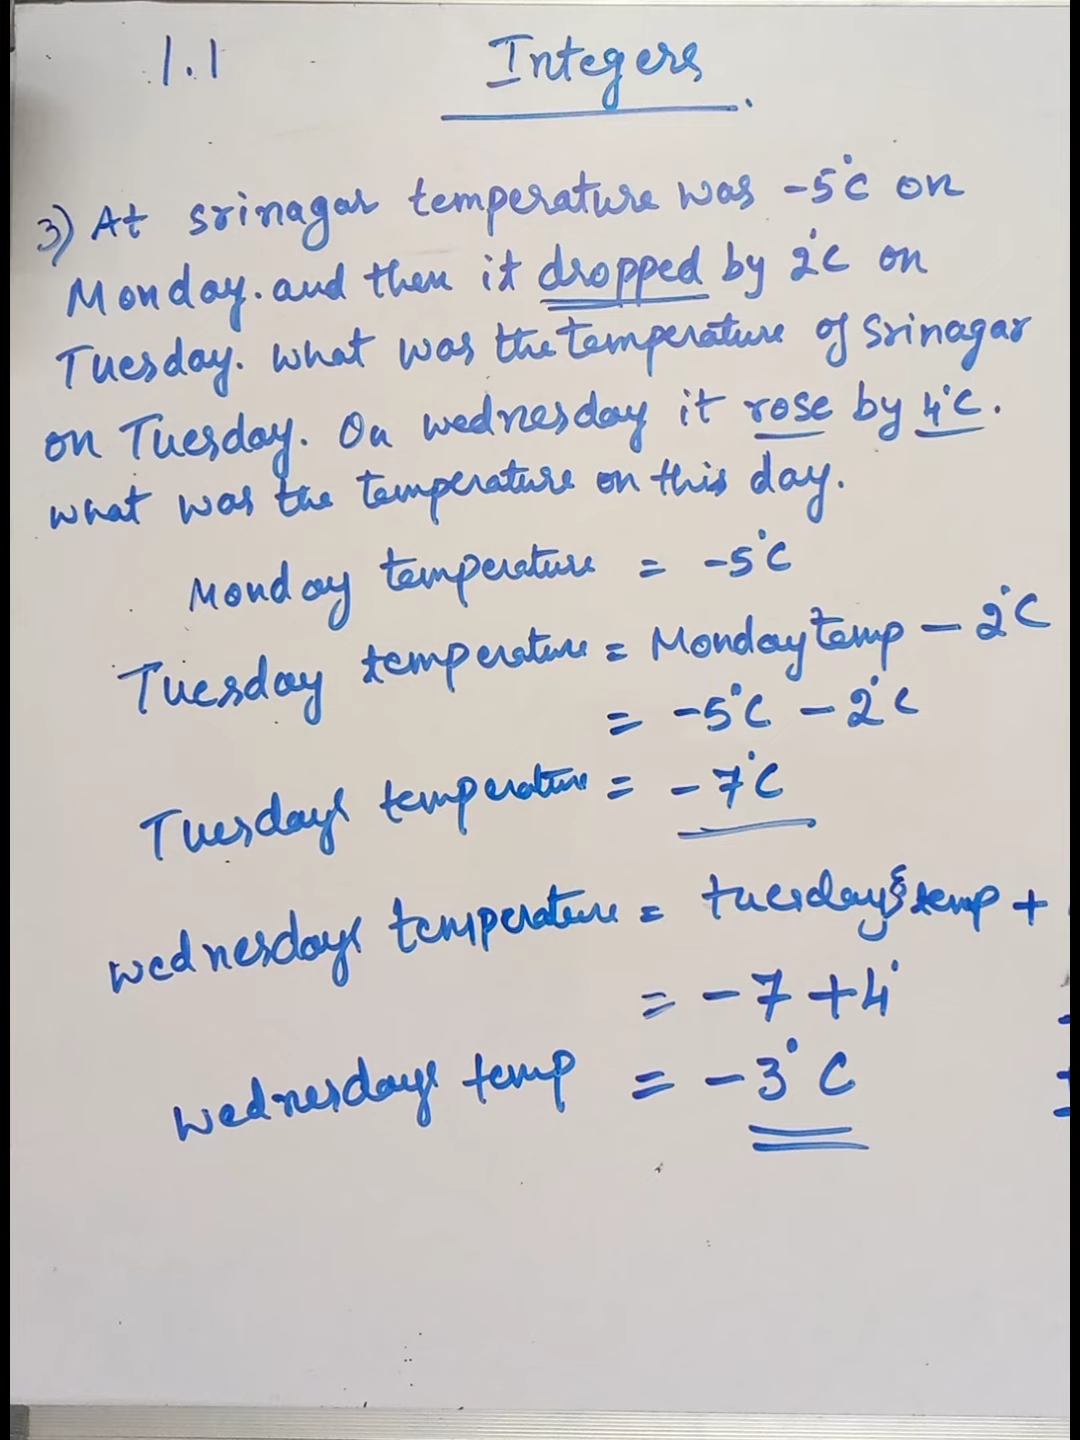 1.1 Integers
3) At srinagar temperature was -5°C on
Monday. and then it dropped by 2°C on
Tuesday. what was the temperature of Srinagar
on Tuesday. On wednesday it rose by 4°C.
what was the temperature on this day.
Monday temperature = -5°C
Tuesday temperature = Monday temp - 2°C
= -5°C - 2°C
Tuesdays temperature = -7°C
wednesdays temperature = tuesdays temp +
= -7 + 4°
wednesdays temp = -3°C